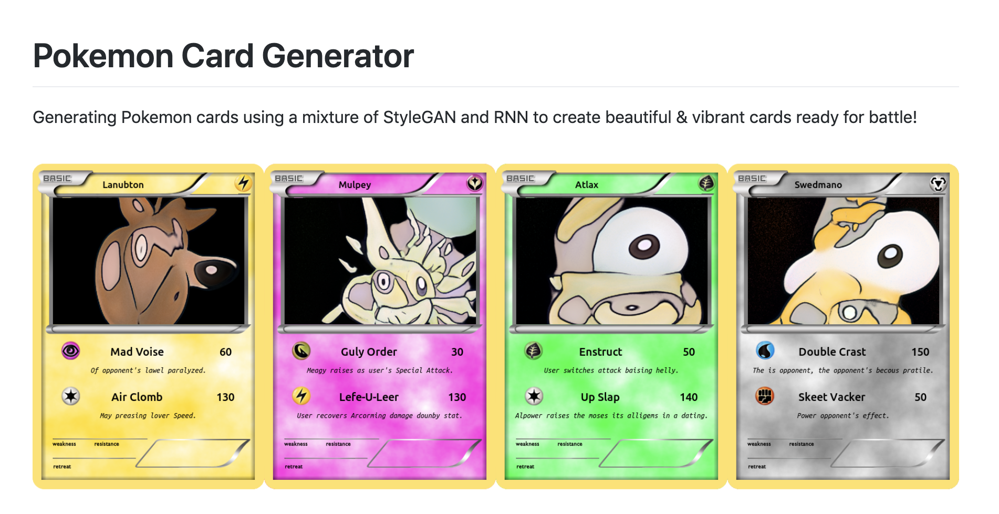 Pokemon Card Generator
Generating Pokemon cards using a mixture of StyleGAN and RNN to create beautiful & vibrant cards ready for battle!
BASIC
Lanubton
Mad Voise 60
Of opponent's lawel paralyzed.
Air Clomb 130
May preasing lover Speed.
weakness resistance
retreat
BASIC
Mulpey
Guly Order 30
Meagy raises as user's Special Attack.
Lefe-U-Leer 130
User recovers Arcorming damage dounby stat.
weakness resistance
retreat
BASIC
Atlax
Enstruct 50
User switches attack baising helly.
Up Slap 140
Alpower raises the moses its alligems in a dating.
weakness resistance
retreat
BASIC
Swedmano
Double Crast 150
The is opponent, the opponent's becous pratile.
Skeet Vacker 50
Power opponent's effect.
weakness resistance
retreat